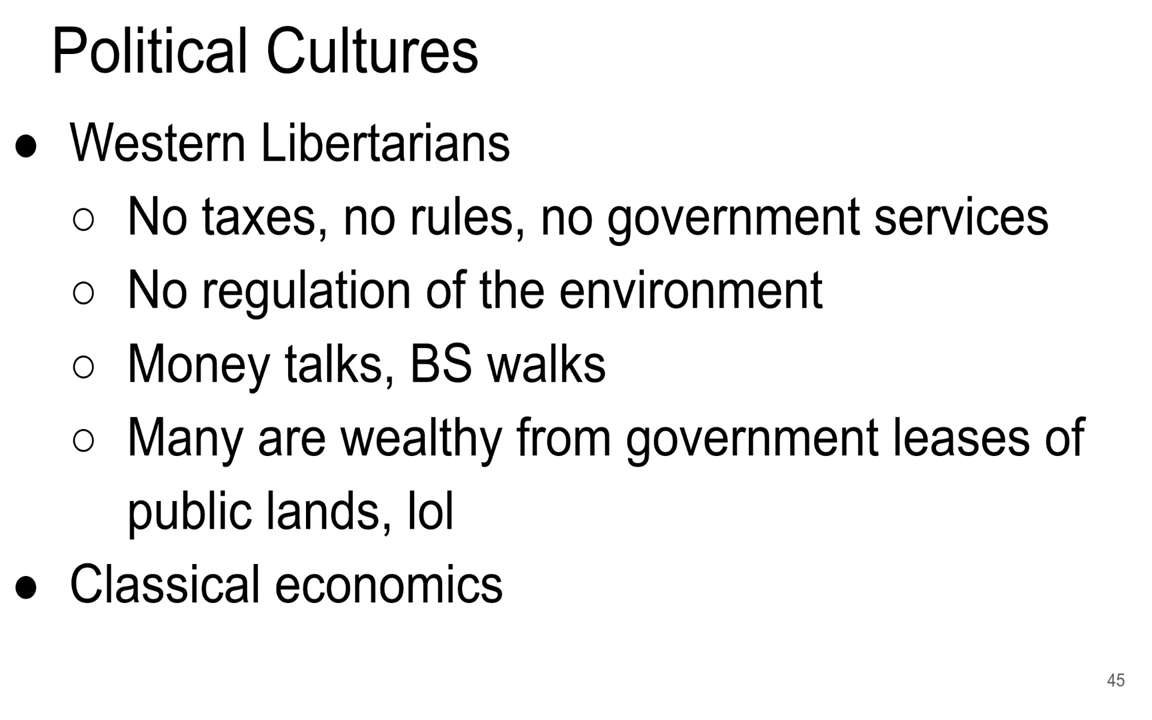 Political Cultures
● Western Libertarians
○ No taxes, no rules, no government services
○ No regulation of the environment
○ Money talks, BS walks
○ Many are wealthy from government leases of
public lands, lol
● Classical economics
45